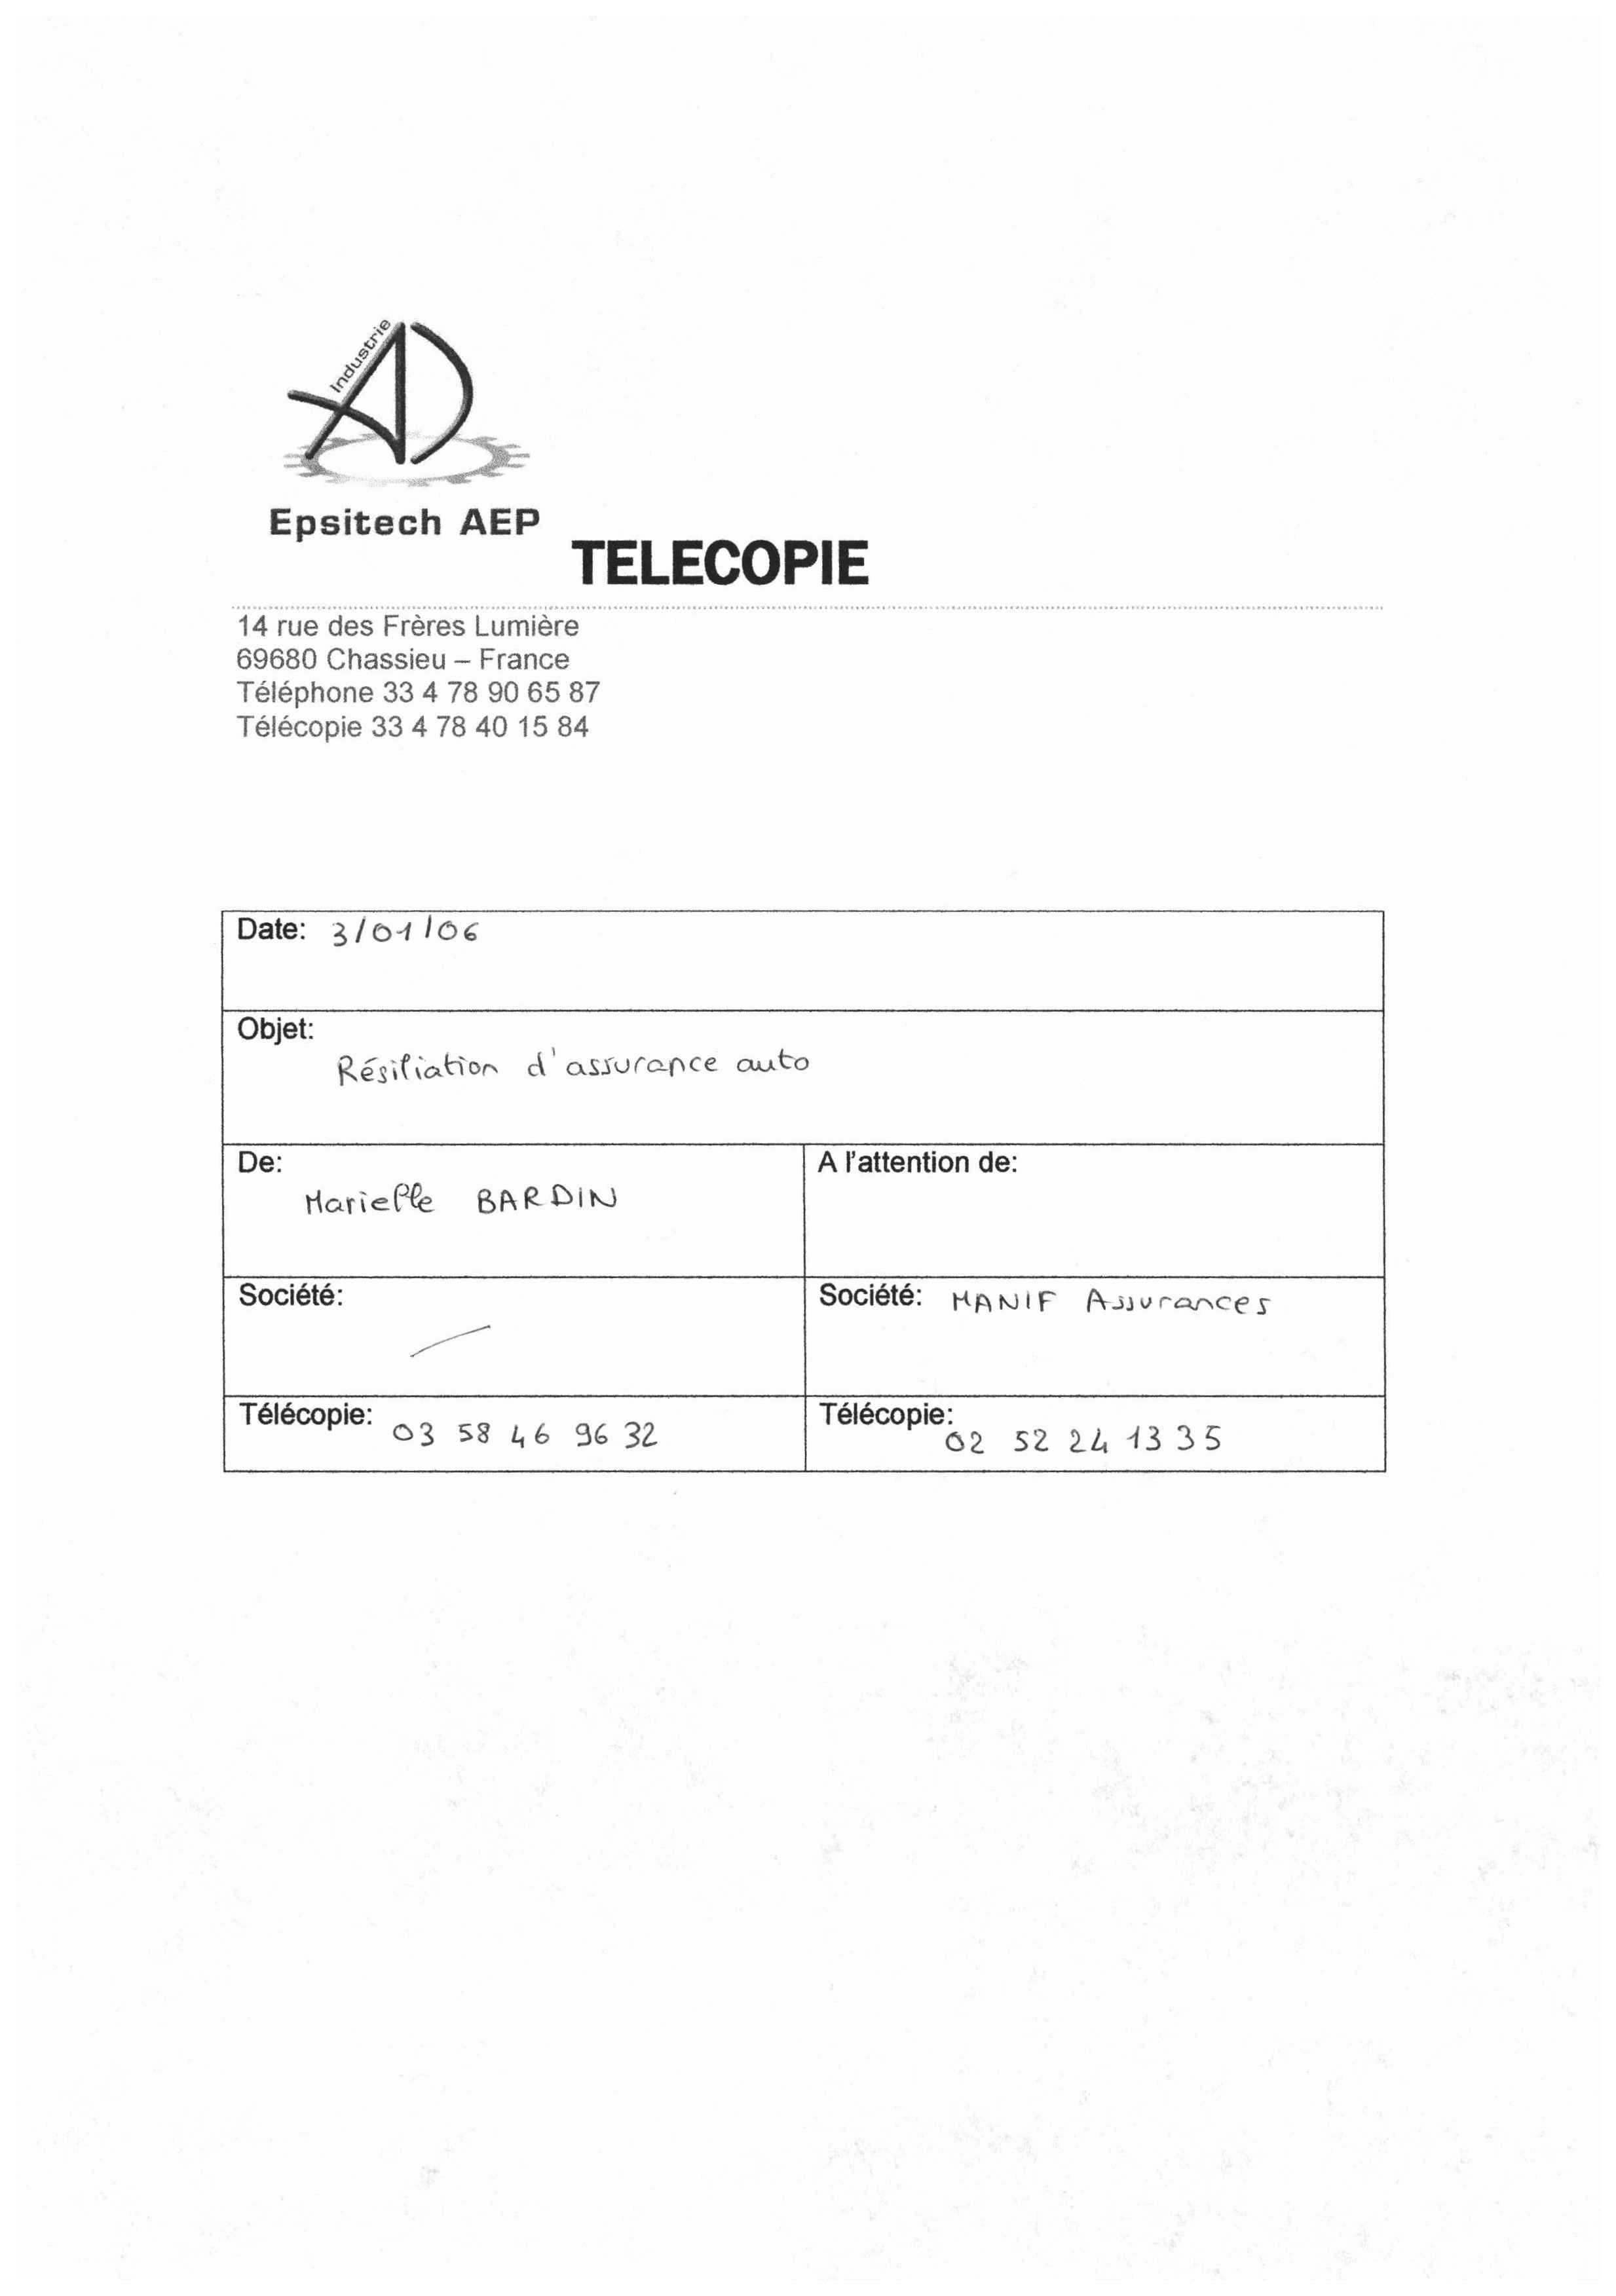 Industrie
Epsitech AEP
TELECOPIE
14 rue des Frères Lumière
69680 Chassieu – France
Téléphone 33 4 78 90 65 87
Télécopie 33 4 78 40 15 84
Date: 3/01/06
Objet:
Résiliation d'assurance auto
De:
Marielle BARDIN
A l'attention de:
Société:
Société: MANIF Assurances
Télécopie: 03 58 46 96 32
Télécopie: 02 52 24 13 35